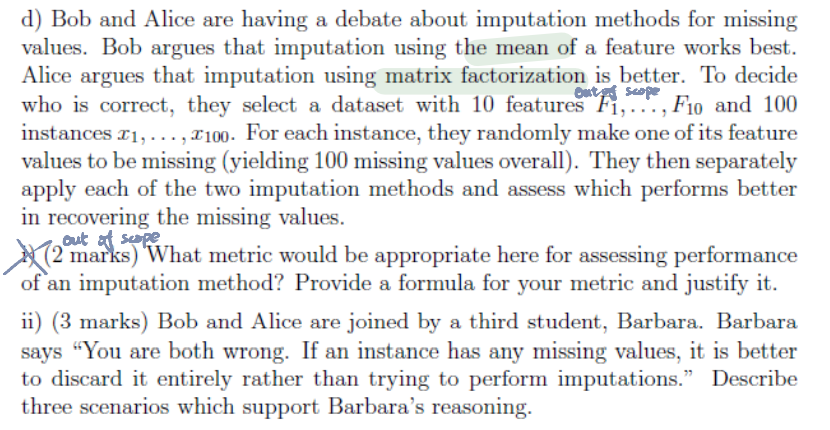 d) Bob and Alice are having a debate about imputation methods for missing
values. Bob argues that imputation using the mean of a feature works best.
Alice argues that imputation using matrix factorization is better. To decide
out of scope
who is correct, they select a dataset with 10 features F₁, . . . , F₁₀ and 100
instances x₁, . . . , x₁₀₀. For each instance, they randomly make one of its feature
values to be missing (yielding 100 missing values overall). They then separately
apply each of the two imputation methods and assess which performs better
in recovering the missing values.
out of scope
i) (2 marks) What metric would be appropriate here for assessing performance
of an imputation method? Provide a formula for your metric and justify it.
ii) (3 marks) Bob and Alice are joined by a third student, Barbara. Barbara
says “You are both wrong. If an instance has any missing values, it is better
to discard it entirely rather than trying to perform imputations.” Describe
three scenarios which support Barbara’s reasoning.